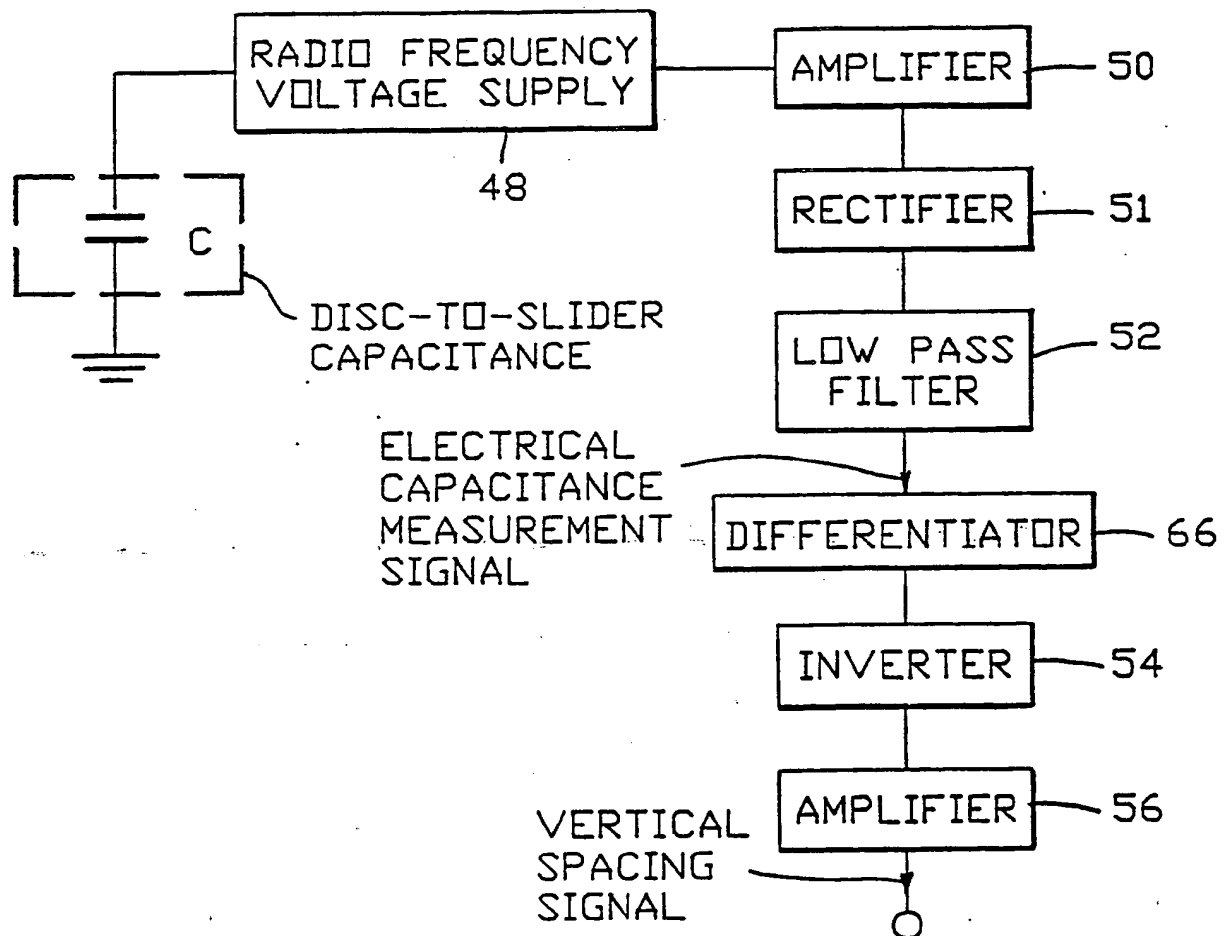 RADIO FREQUENCY
VOLTAGE SUPPLY
48
AMPLIFIER
50
RECTIFIER
51
C
DISC-TO-SLIDER
CAPACITANCE
LOW PASS
FILTER
52
ELECTRICAL
CAPACITANCE
MEASUREMENT
SIGNAL
DIFFERENTIATOR
66
INVERTER
54
AMPLIFIER
56
VERTICAL
SPACING
SIGNAL